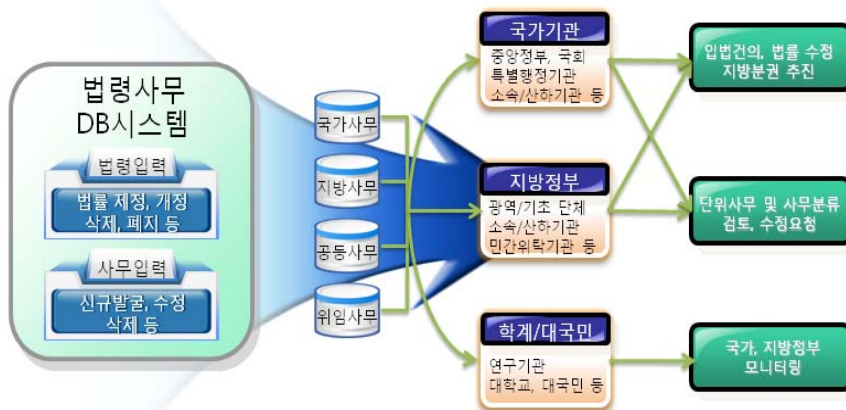 법령사무
DB시스템
법령입력
법률 제정, 개정
삭제, 폐지 등
사무입력
신규발굴, 수정
삭제 등
국가사무
지방사무
공동사무
위임사무
국가기관
중앙정부, 국회
특별행정기관
소속/산하기관 등
지방정부
광역/기초 단체
소속/산하기관
민간위탁기관 등
학계/대국민
연구기관
대학교, 대국민 등
입법건의, 법률 수정
지방분권 추진
단위사무 및 사무분류
검토, 수정요청
국가, 지방정부
모니터링